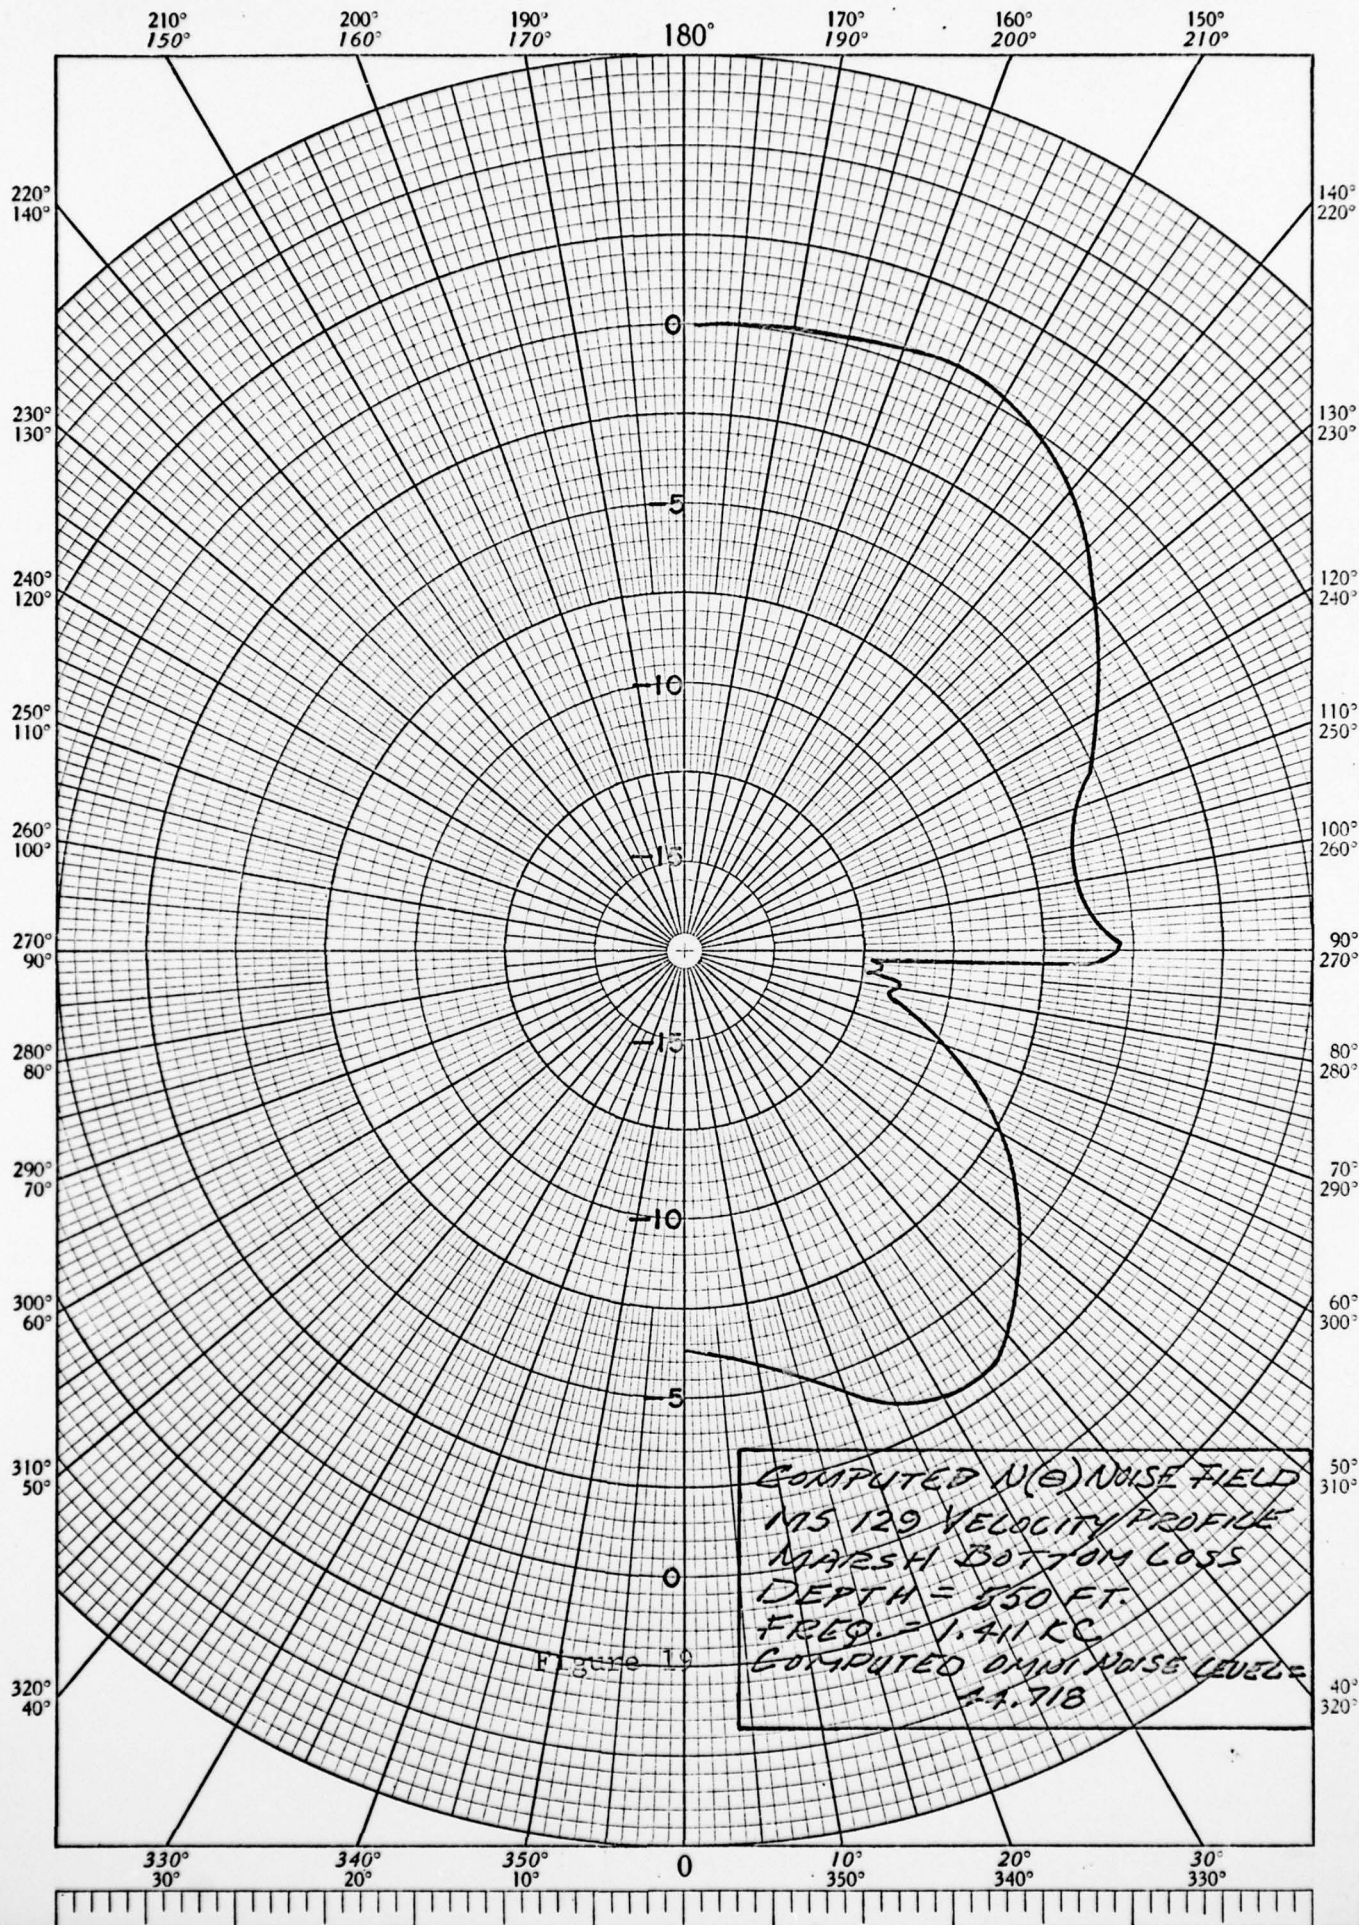 210° 200° 190° 180° 170° 160° 150°
150° 160° 170° 190° 200° 210°
220° 140°
140° 220°
0
230° 130°
130° 230°
-5
240° 120°
120° 240°
-10
250° 110°
110° 250°
260° 100°
100° 260°
-15
270° 90°
90° 270°
-15
280° 80°
80° 280°
290° 70°
70° 290°
-10
300° 60°
60° 300°
-5
310° 50°
50° 310°
COMPUTED N(θ) NOISE FIELD
MS 129 VELOCITY PROFILE
MARSH BOTTOM LOSS
0
DEPTH = 550 FT.
FREQ. = 1.411 KC
Figure 19
COMPUTED OMNI NOISE LEVEL =
44.718
320° 40°
40° 320°
330° 340° 350° 0 10° 20° 30°
30° 20° 10° 350° 340° 330°